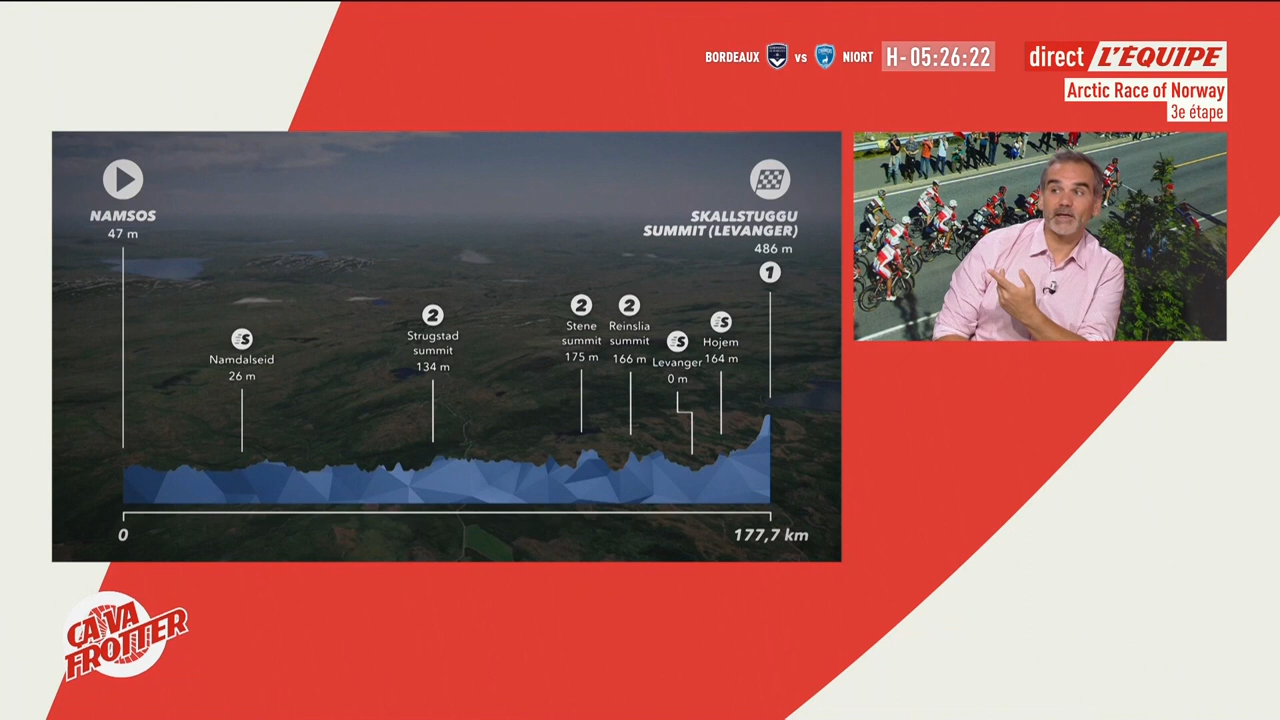 BORDEAUX vs NIORT H-05:26:22
direct L'ÉQUIPE
Arctic Race of Norway
3e étape
NAMSOS
47 m
SKALLSTUGGU
SUMMIT (LEVANGER)
486 m
1
S
Namdalseid
26 m
2
Strugstad
summit
134 m
2
Stene
summit
175 m
2
Reinslia
summit
166 m
S
Levanger
0 m
S
Hojem
164 m
0
177,7 km
ÇA VA
FROTTER